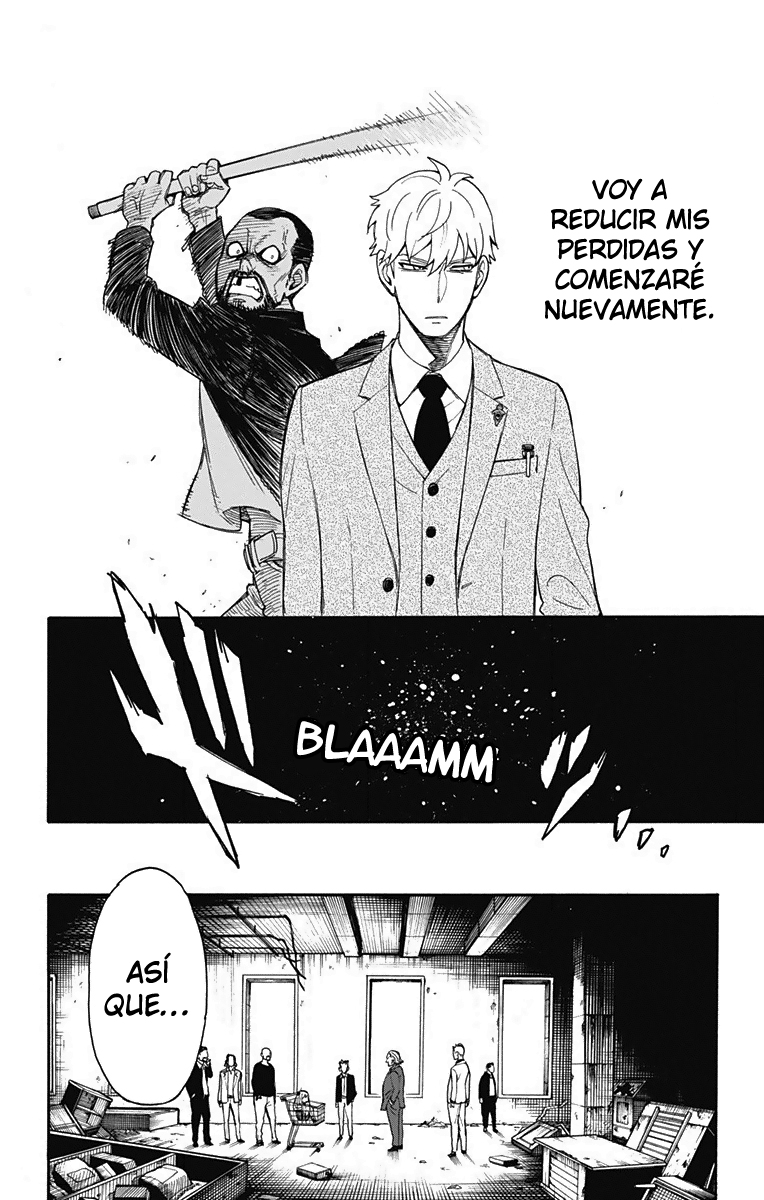 VOY A
REDUCIR MIS
PERDIDAS Y
COMENZARÉ
NUEVAMENTE.
BLAAAMM
ASÍ
QUE...